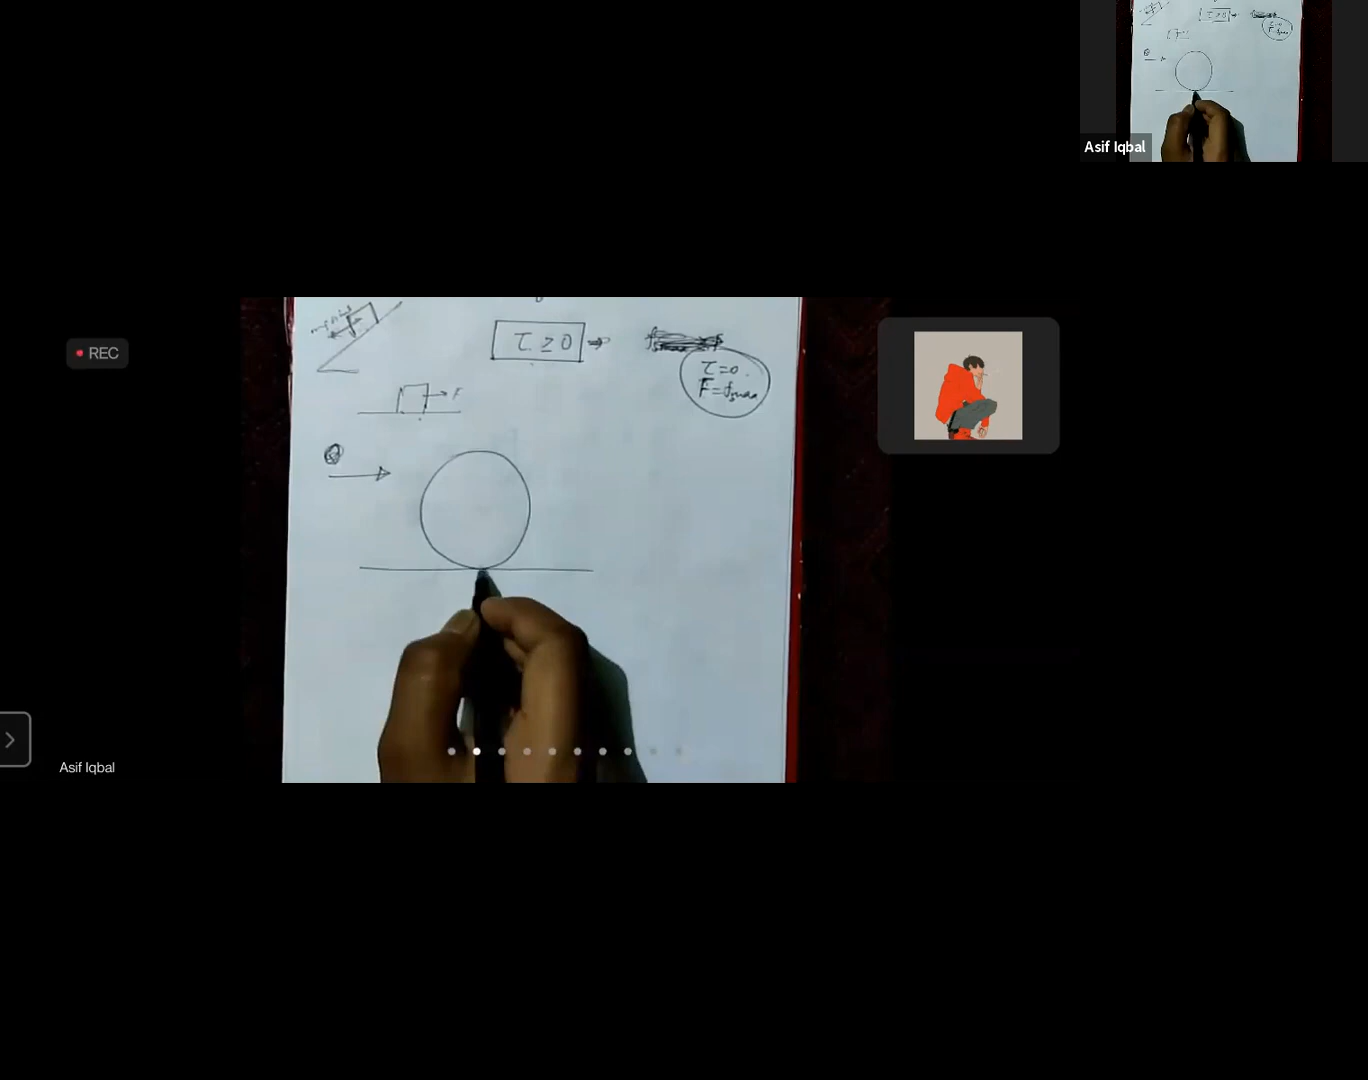 Asif Iqbal
REC
τ ≥ 0 ⇒
τ=0
F=fsmax
F
Asif Iqbal